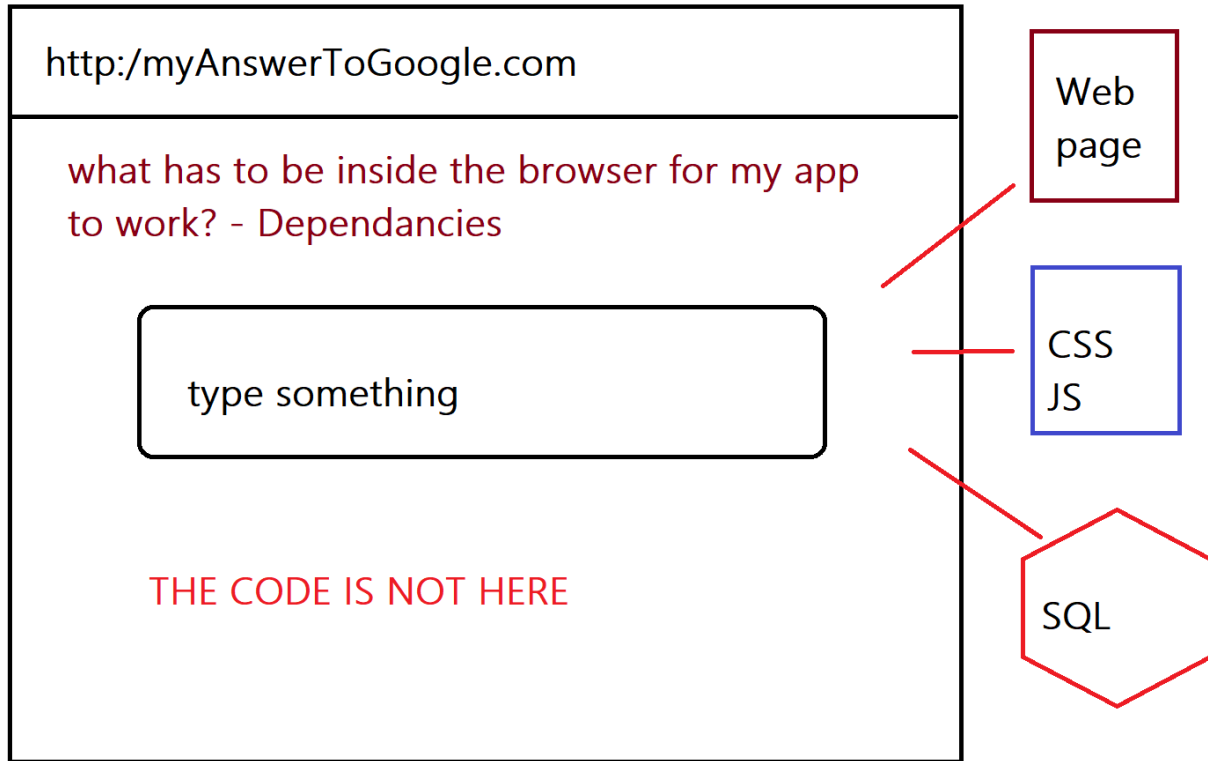 http:/myAnswerToGoogle.com
what has to be inside the browser for my app
to work? - Dependancies
type something
THE CODE IS NOT HERE
Web
page
CSS
JS
SQL